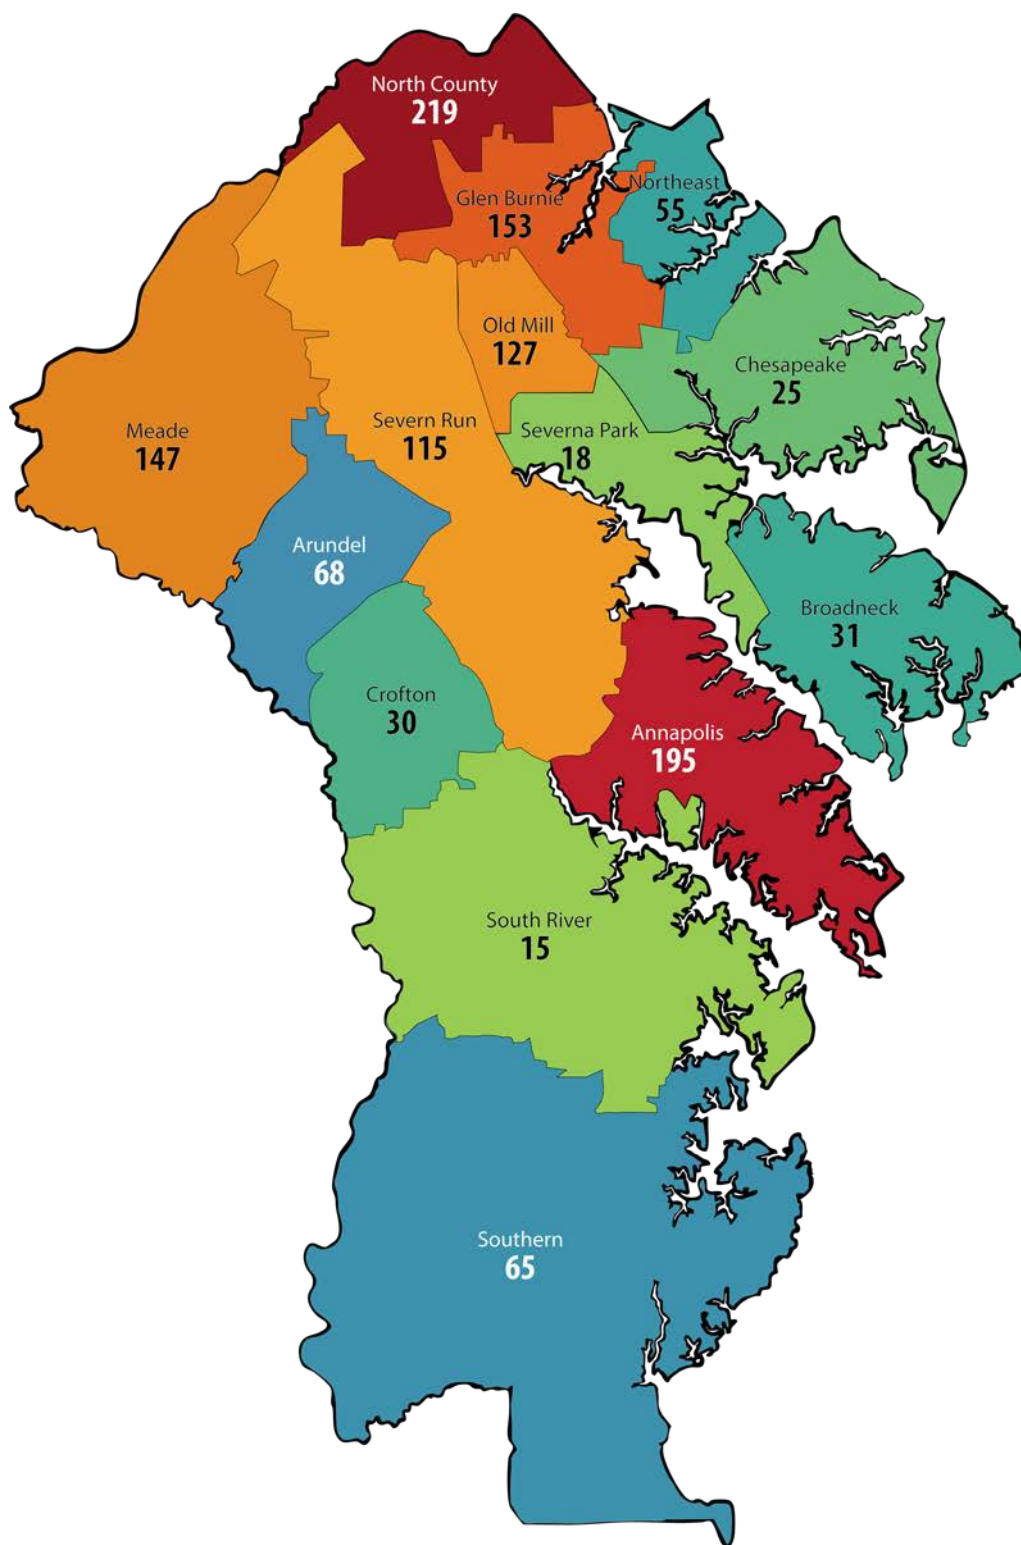 North County
219
Glen Burnie
153
Northeast
55
Old Mill
127
Chesapeake
25
Meade
147
Severn Run
115
Severna Park
18
Arundel
68
Broadneck
31
Crofton
30
Annapolis
195
South River
15
Southern
65